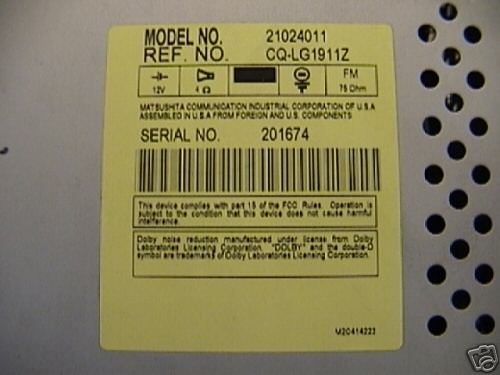 MODEL NO. 21024011
REF. NO. CQ-LG1911Z
12V 4 Ω FM
75 Ohm
MATSUSHITA COMMUNICATION INDUSTRIAL CORPORATION OF U.S.A
ASSEMBLED IN U.S.A FROM FOREIGN AND U.S. COMPONENTS
SERIAL NO. 201674
This device complies with part 15 of the FCC Rules. Operation is
subject to the condition that this device does not cause harmful
interference.
Dolby noise reduction manufactured under license from Dolby
Laboratories Licensing Corporation. "DOLBY" and the double-D
symbol are trademarks of Dolby Laboratories Licensing Corporation.
M20414223